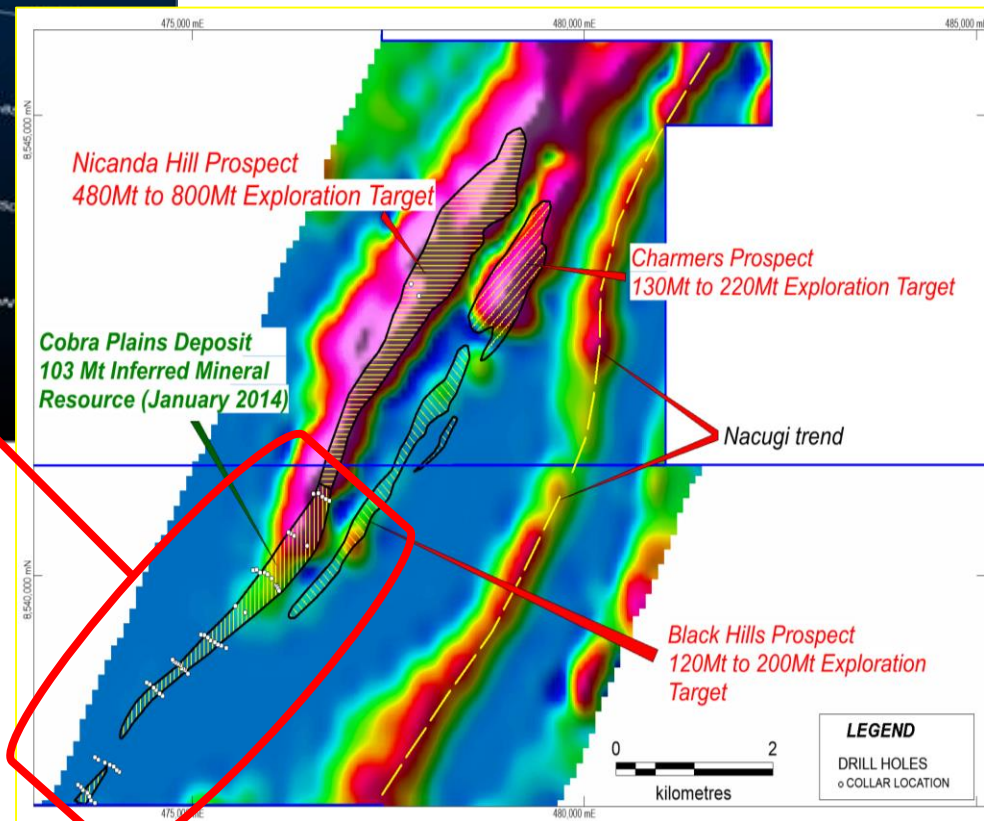 475,000 mE
480,000 mE
485,000 mE
8,545,000 mN
Nicanda Hill Prospect
480Mt to 800Mt Exploration Target
Charmers Prospect
130Mt to 220Mt Exploration Target
Cobra Plains Deposit
103 Mt Inferred Mineral
Resource (January 2014)
Nacugi trend
8,540,000 mN
Black Hills Prospect
120Mt to 200Mt Exploration
Target
0
2
kilometres
LEGEND
DRILL HOLES
COLLAR LOCATION
475,000 mE
480,000 mE